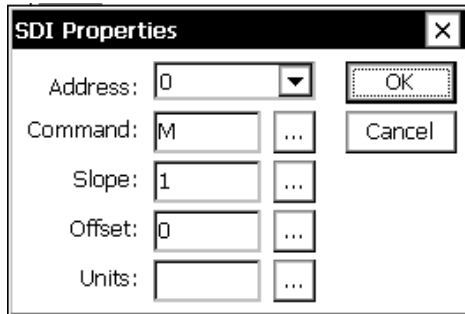 SDI Properties
Address: 0 OK
Command: M ... Cancel
Slope: 1 ...
Offset: 0 ...
Units: ...